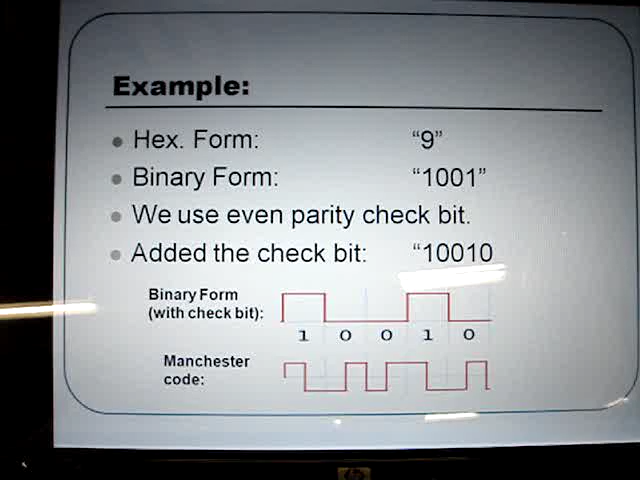 Example:
Hex. Form: “9”
Binary Form: “1001”
We use even parity check bit.
Added the check bit: “10010
Binary Form
(with check bit):
1 0 0 1 0
Manchester
code:
hp